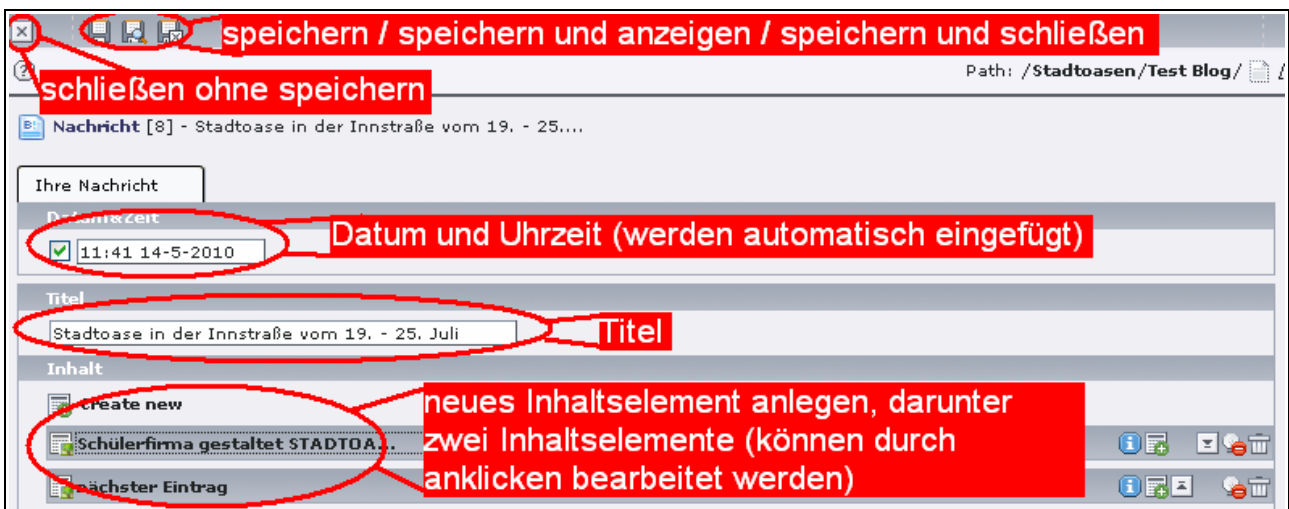 speichern / speichern und anzeigen / speichern und schließen
schließen ohne speichern
Path: /Stadtoasen/Test Blog/
Nachricht [8] - Stadtoase in der Innstraße vom 19. - 25....
Ihre Nachricht
Datum&Zeit
11:41 14-5-2010
Datum und Uhrzeit (werden automatisch eingefügt)
Titel
Stadtoase in der Innstraße vom 19. - 25. Juli
Titel
Inhalt
Create new
neues Inhaltselement anlegen, darunter
zwei Inhaltselemente (können durch
anklicken bearbeitet werden)
Schülerfirma gestaltet STADTOA...
nächster Eintrag